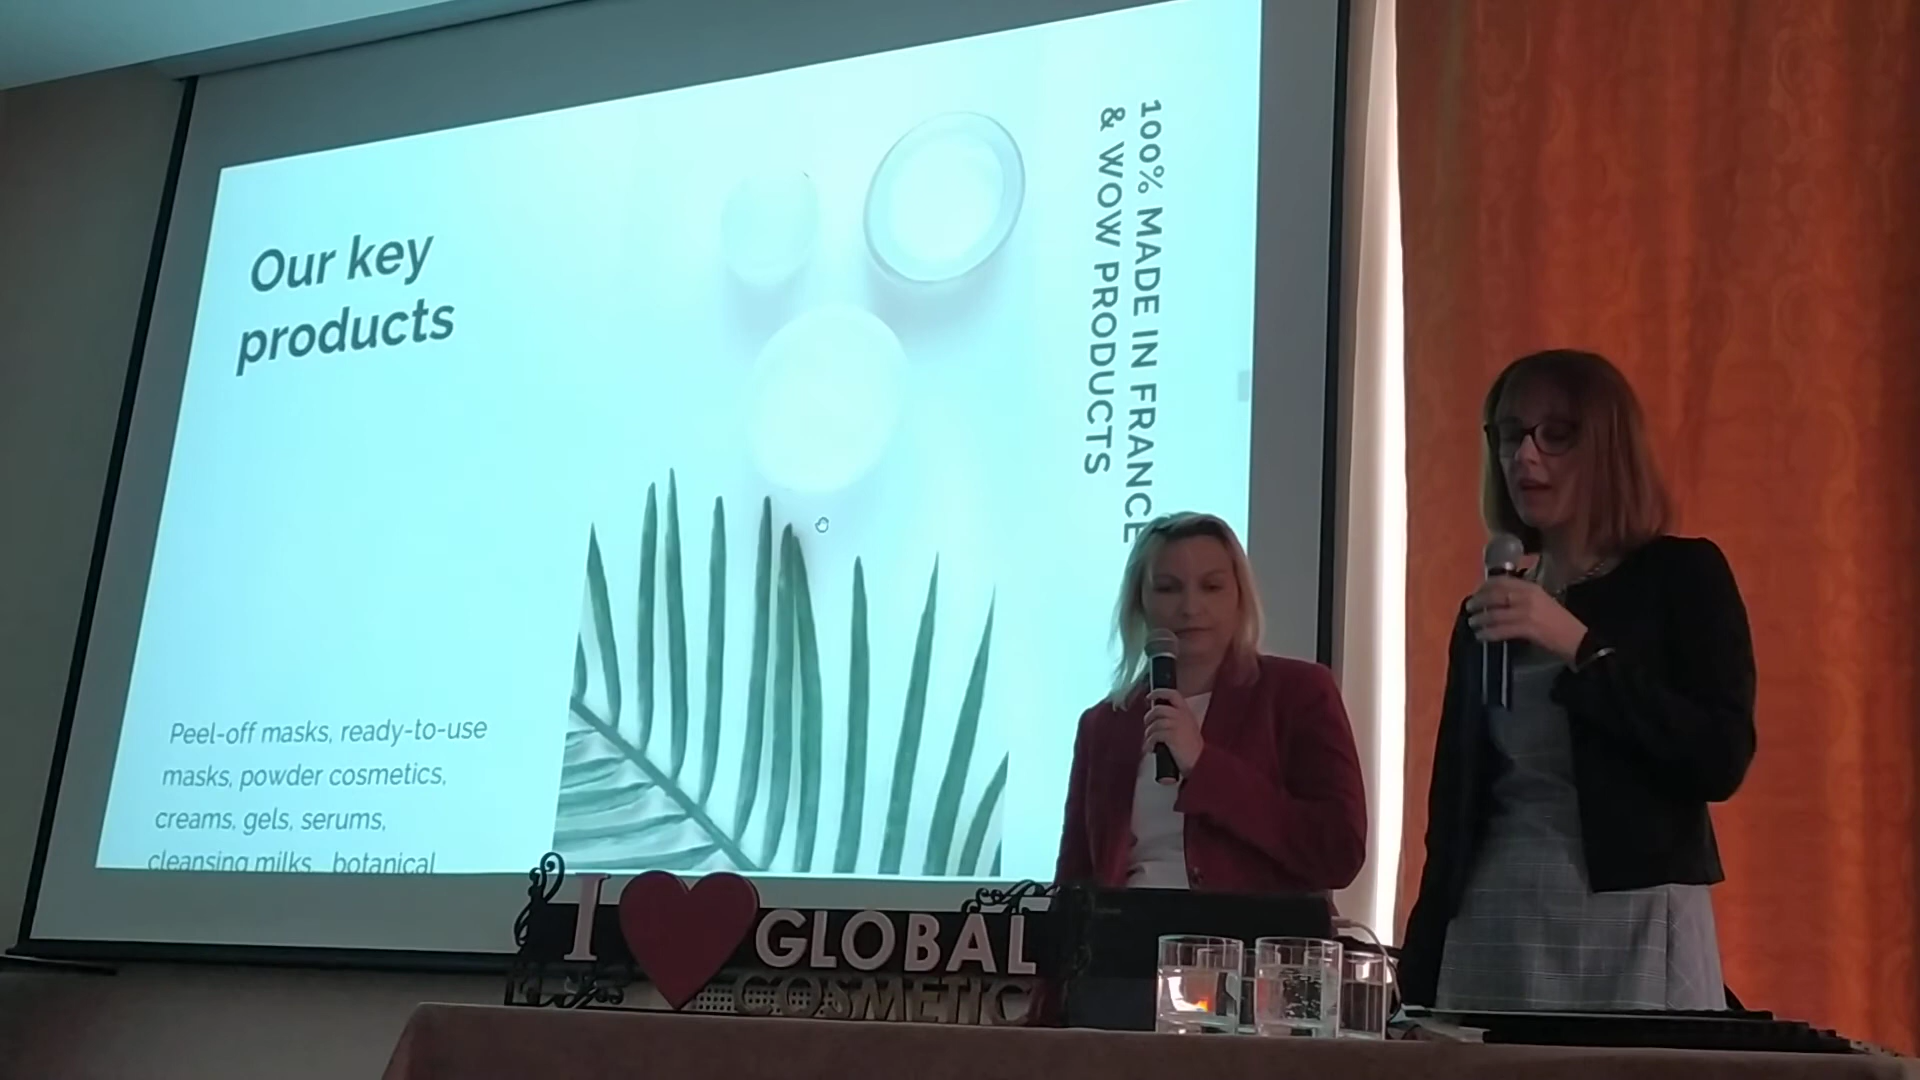 Our key
products
100% MADE IN FRANCE
& WOW PRODUCTS
Peel-off masks, ready-to-use
masks, powder cosmetics,
creams, gels, serums,
cleansing milks, botanical
I
GLOBAL
COSMETIC